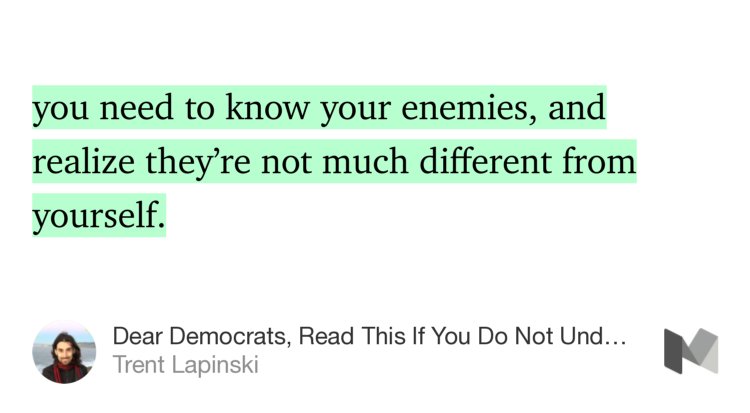 you need to know your enemies, and
realize they’re not much different from
yourself.
Dear Democrats, Read This If You Do Not Und…
Trent Lapinski